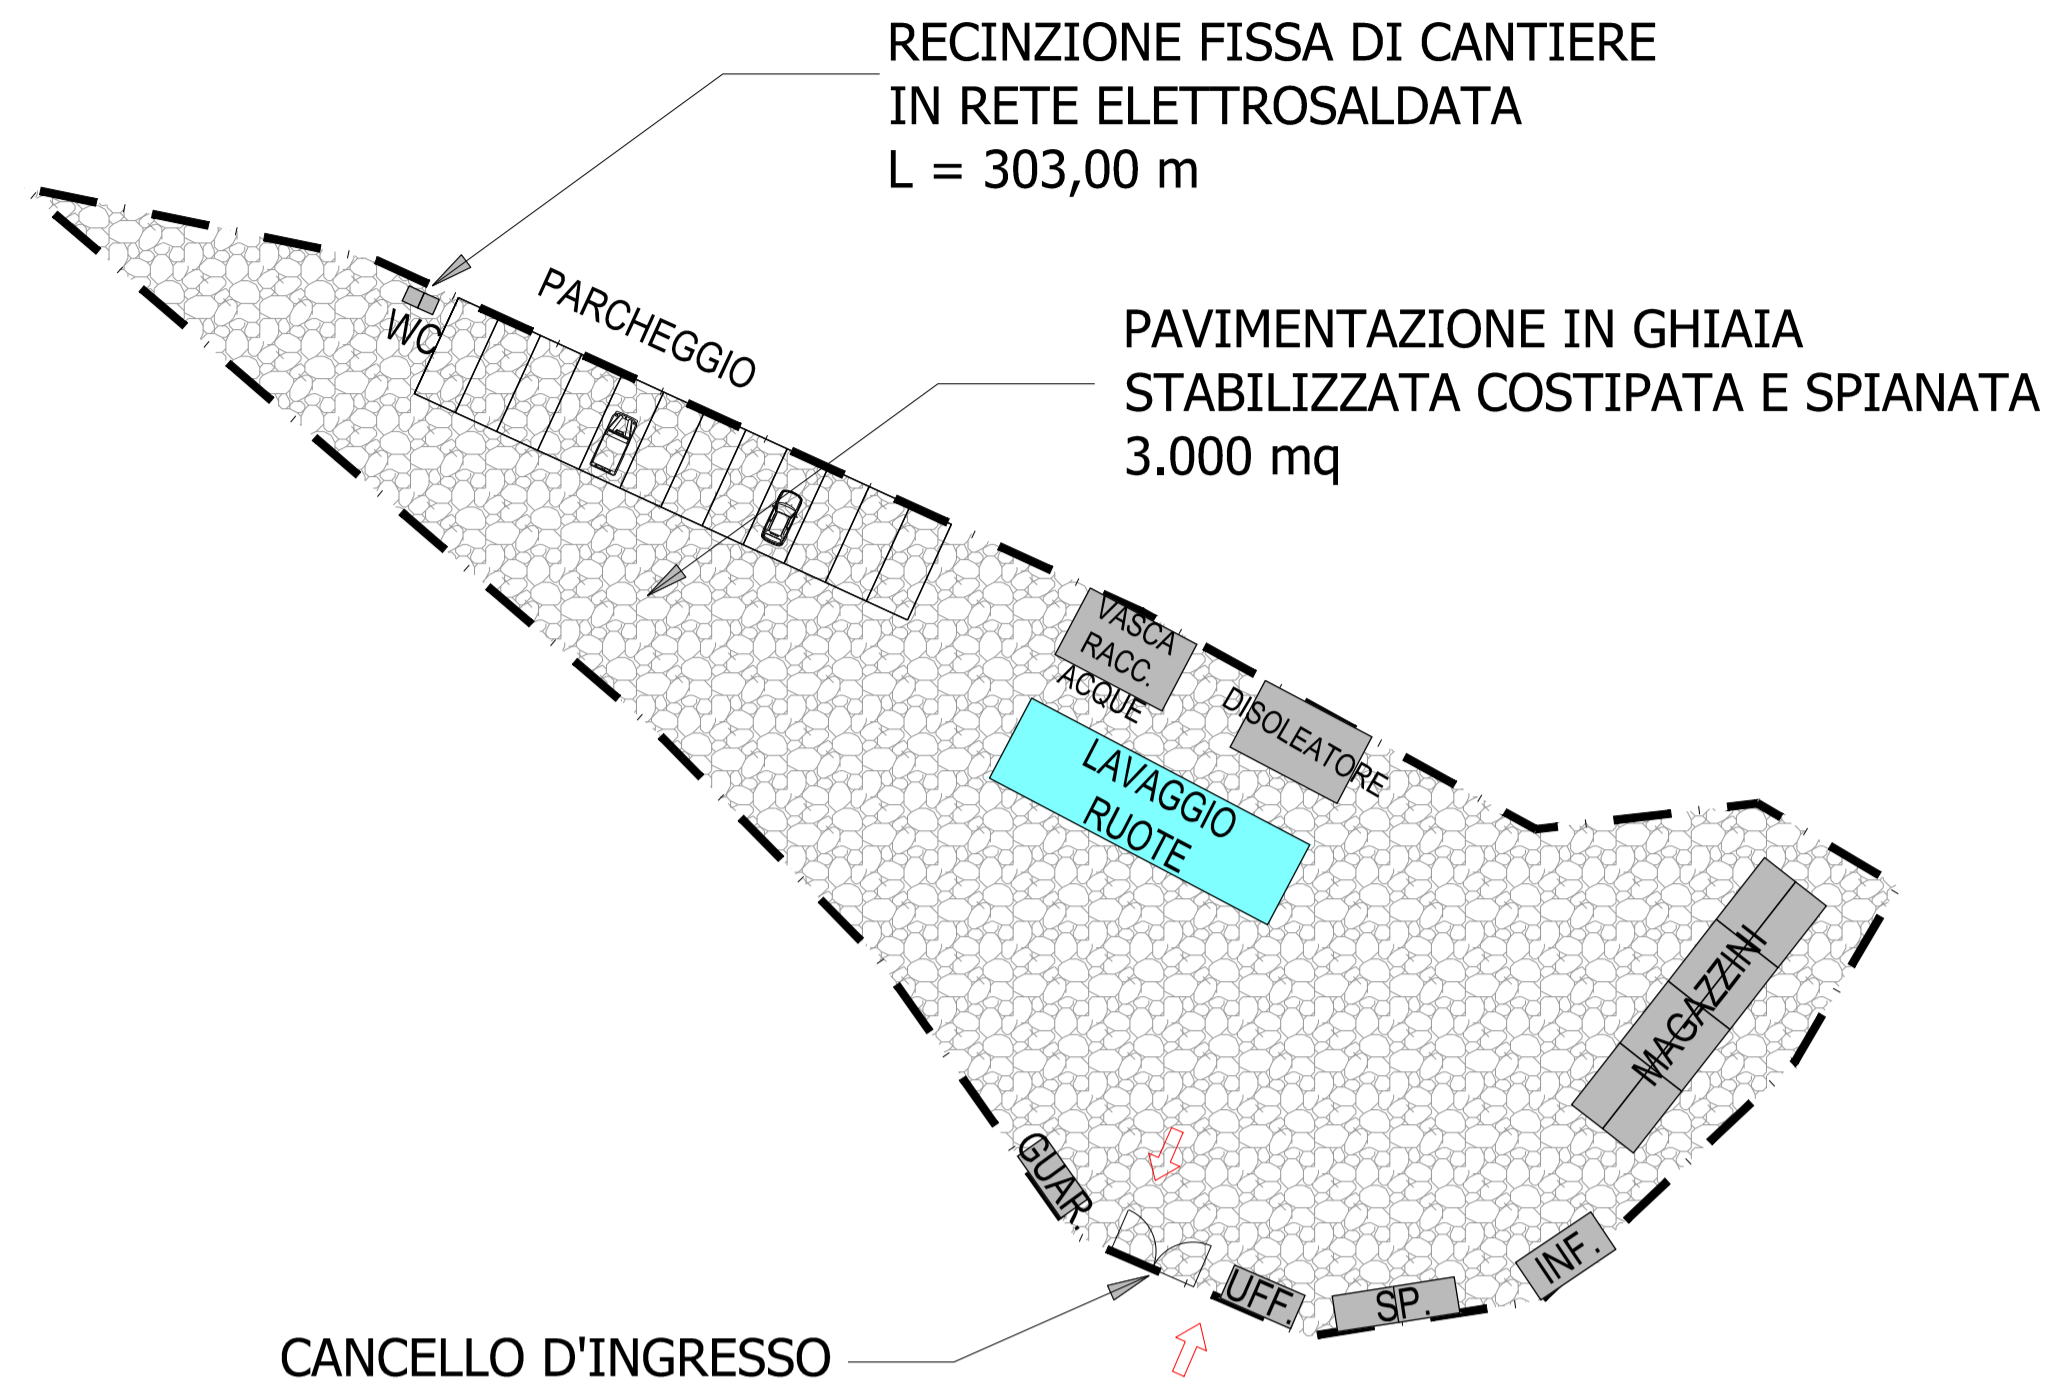 RECINZIONE FISSA DI CANTIERE
IN RETE ELETTROSALDATA
L = 303,00 m
PARCHEGGIO
WC
PAVIMENTAZIONE IN GHIAIA
STABILIZZATA COSTIPATA E SPIANATA
3.000 mq
VASCA
RACC.
ACQUE
DISOLEATORE
LAVAGGIO
RUOTE
MAGAZZINI
GUAR.
UFF.
SP.
INF.
CANCELLO D'INGRESSO